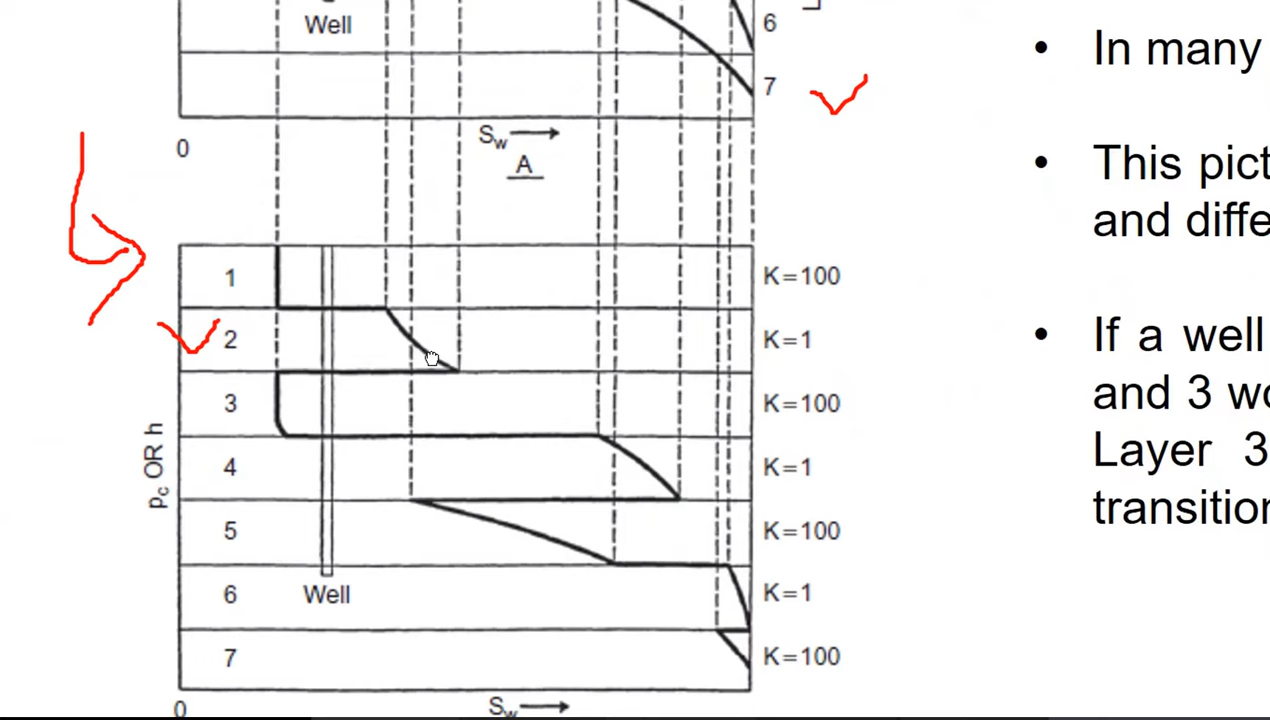 6
Well
7
0
Sw
A
1 K=100
2 K=1
3 K=100
4 K=1
5 K=100
6 Well K=1
7 K=100
pc OR h
0 Sw
• In many
• This pict
and diffe
• If a well
and 3 wo
Layer 3
transition